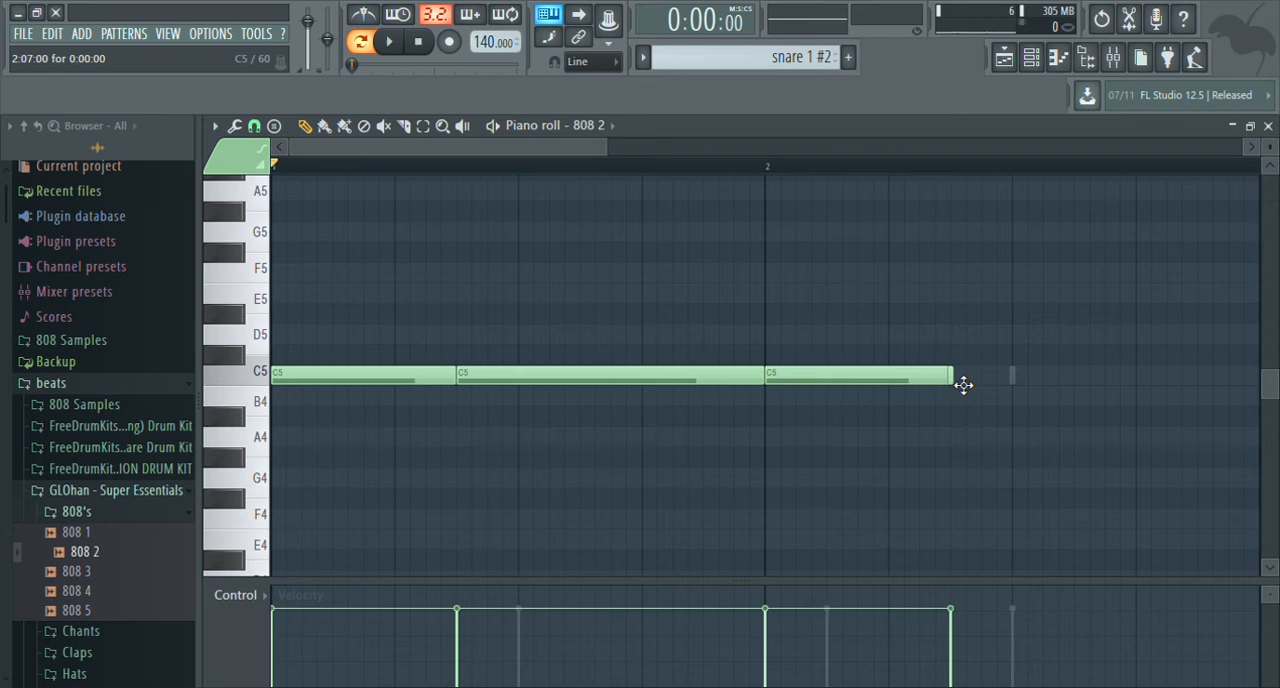 FILE EDIT ADD PATTERNS VIEW OPTIONS TOOLS ?
2:07:00 for 0:00:00 C5 / 60
3.2.
140.000
Line
M:S:CS
0:00:00
snare 1 #2
6 305 MB
0
07/11 FL Studio 12.5 | Released
Browser - All
Piano roll - 808 2
Current project
Recent files
Plugin database
Plugin presets
Channel presets
Mixer presets
Scores
808 Samples
Backup
beats
808 Samples
FreeDrumKits...ng) Drum Kit
FreeDrumKits..are Drum Kit
FreeDrumKit..ION DRUM KIT
GLOhan - Super Essentials
808's
808 1
808 2
808 3
808 4
808 5
Chants
Claps
Hats
2
A5
G5
F5
E5
D5
C5
B4
A4
G4
F4
E4
C5 C5 C5
Control Velocity